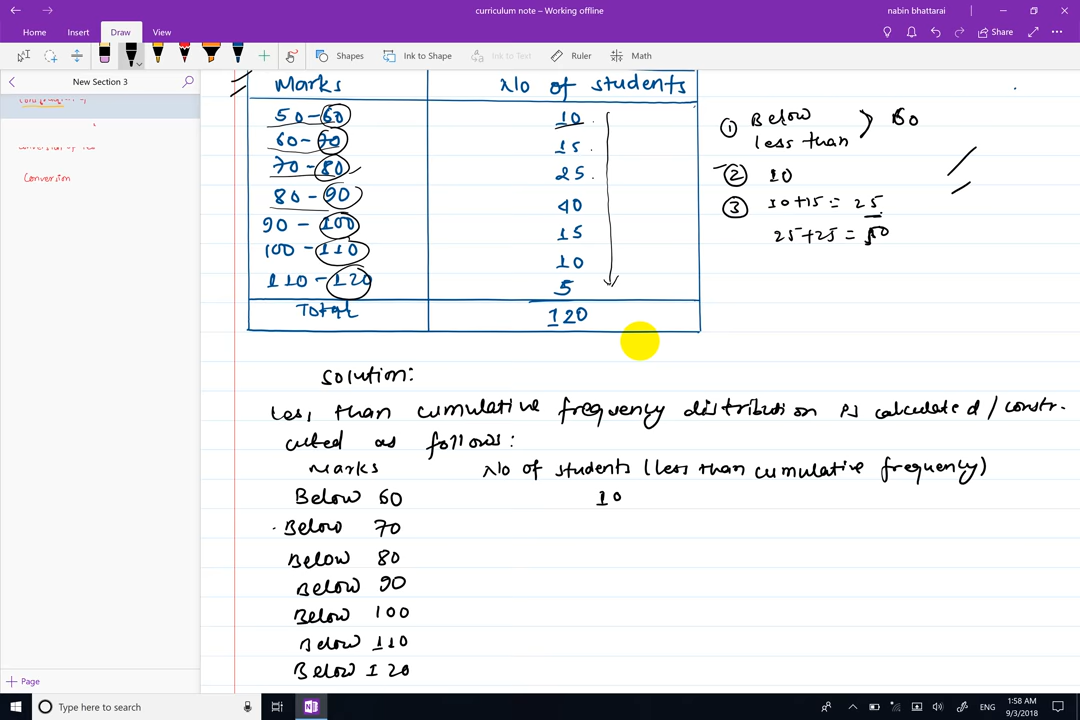 curriculum note – Working offline
nabin bhattarai
Home Insert Draw View
Share
Shapes Ink to Shape Ink to Text Ruler Math
New Section 3
Conversion
Marks No of students
50-60 10
60-70 15
70-80 25
80-90 40
90-100 15
100-110 10
110-120 5
Total 120
① Below
less than > 60
② 10
③ 10+15=25
25+25=50
Solution:
Less than cumulative frequency distribution is calculated/constr-
ucted as follows:
Marks No of students (less than cumulative frequency)
Below 60 10
Below 70
Below 80
Below 90
Below 100
Below 110
Below 120
+ Page
Type here to search
1:58 AM
ENG
9/3/2018